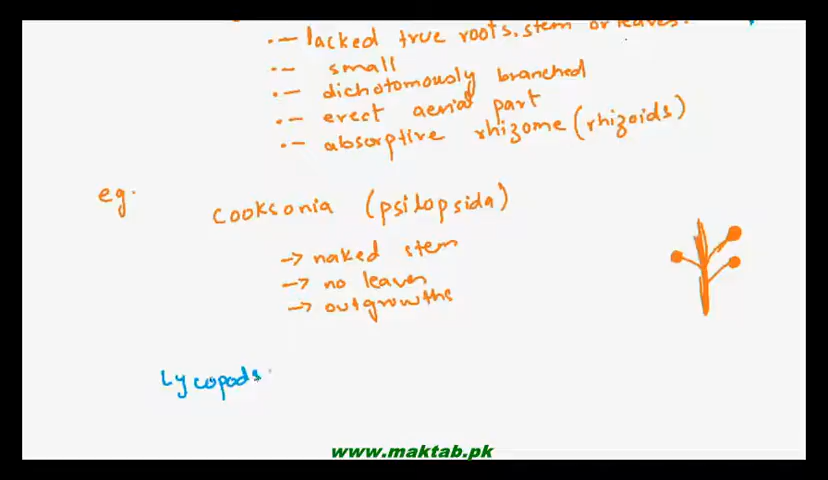 .— lacked true roots, stem or leaves.
.— small
.— dichotomously branched
.— erect aerial part
.— absorptive rhizome (rhizoids)
eg. cooksonia (psilopsida)
→ naked stem
→ no leaves
→ outgrowths
Lycopods
www.maktab.pk